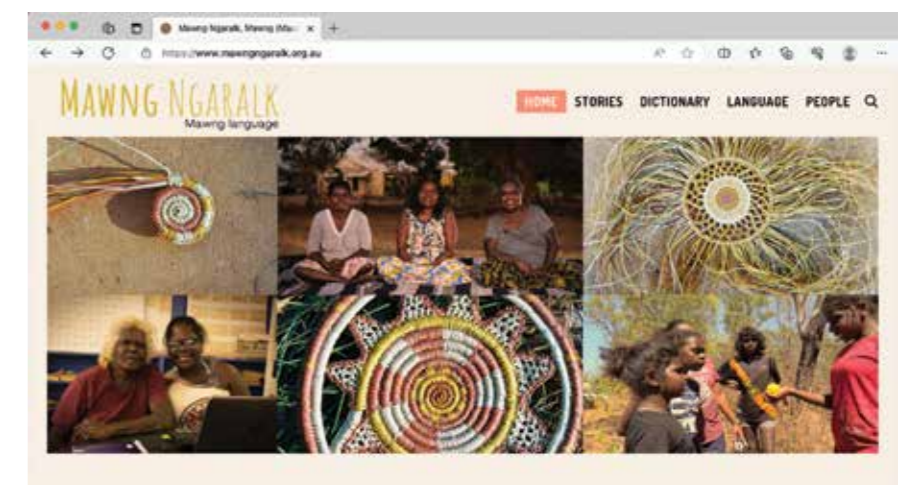 Mawng Ngaralk, Mawng (Ma
https://www.mawngngaralk.org.au
MAWNG NGARALK
Mawng language
HOME
STORIES
DICTIONARY
LANGUAGE
PEOPLE